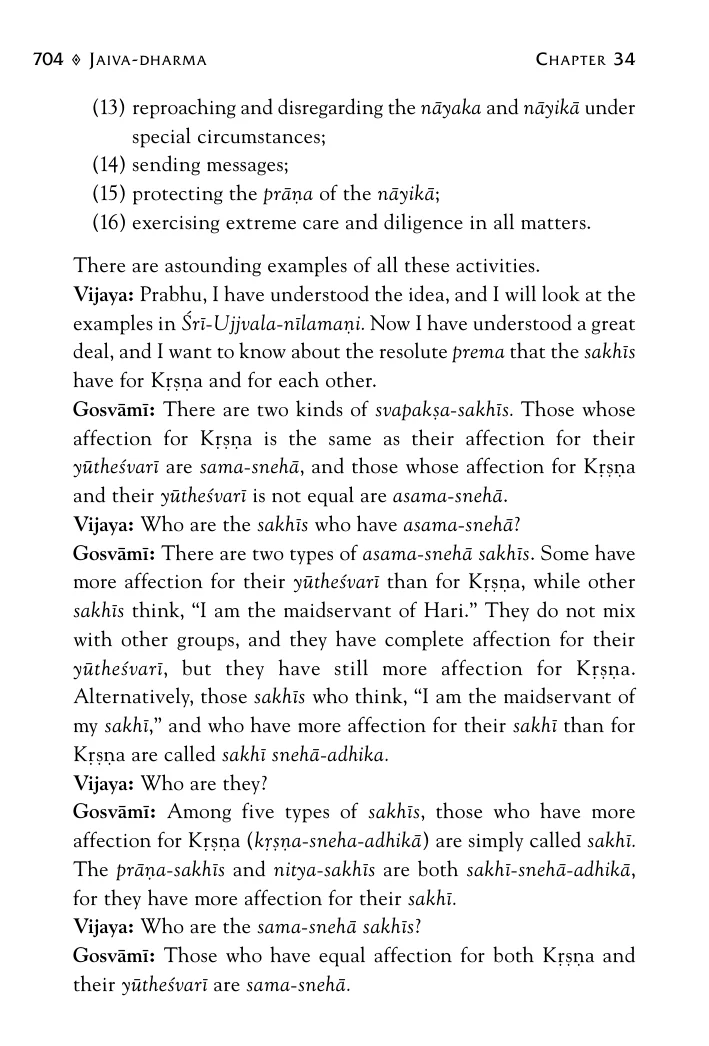 704 ◈ JAIVA-DHARMA CHAPTER 34
(13) reproaching and disregarding the nāyaka and nāyikā under
special circumstances;
(14) sending messages;
(15) protecting the prāṇa of the nāyikā;
(16) exercising extreme care and diligence in all matters.
There are astounding examples of all these activities.
Vijaya: Prabhu, I have understood the idea, and I will look at the
examples in Śrī-Ujjvala-nīlamaṇi. Now I have understood a great
deal, and I want to know about the resolute prema that the sakhīs
have for Kṛṣṇa and for each other.
Gosvāmī: There are two kinds of svapakṣa-sakhīs. Those whose
affection for Kṛṣṇa is the same as their affection for their
yūtheśvarī are sama-snehā, and those whose affection for Kṛṣṇa
and their yūtheśvarī is not equal are asama-snehā.
Vijaya: Who are the sakhīs who have asama-snehā?
Gosvāmī: There are two types of asama-snehā sakhīs. Some have
more affection for their yūtheśvarī than for Kṛṣṇa, while other
sakhīs think, “I am the maidservant of Hari.” They do not mix
with other groups, and they have complete affection for their
yūtheśvarī, but they have still more affection for Kṛṣṇa.
Alternatively, those sakhīs who think, “I am the maidservant of
my sakhī,” and who have more affection for their sakhī than for
Kṛṣṇa are called sakhī snehā-adhika.
Vijaya: Who are they?
Gosvāmī: Among five types of sakhīs, those who have more
affection for Kṛṣṇa (kṛṣṇa-sneha-adhikā) are simply called sakhī.
The prāṇa-sakhīs and nitya-sakhīs are both sakhī-snehā-adhikā,
for they have more affection for their sakhī.
Vijaya: Who are the sama-snehā sakhīs?
Gosvāmī: Those who have equal affection for both Kṛṣṇa and
their yūtheśvarī are sama-snehā.